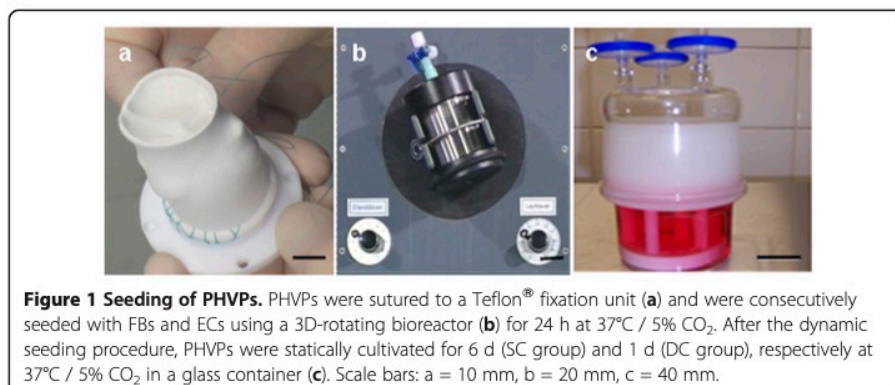 a
b
c
Standdauer
Laufdauer
Figure 1 Seeding of PHVPs. PHVPs were sutured to a Teflon® fixation unit (a) and were consecutively
seeded with FBs and ECs using a 3D-rotating bioreactor (b) for 24 h at 37°C / 5% CO₂. After the dynamic
seeding procedure, PHVPs were statically cultivated for 6 d (SC group) and 1 d (DC group), respectively at
37°C / 5% CO₂ in a glass container (c). Scale bars: a = 10 mm, b = 20 mm, c = 40 mm.